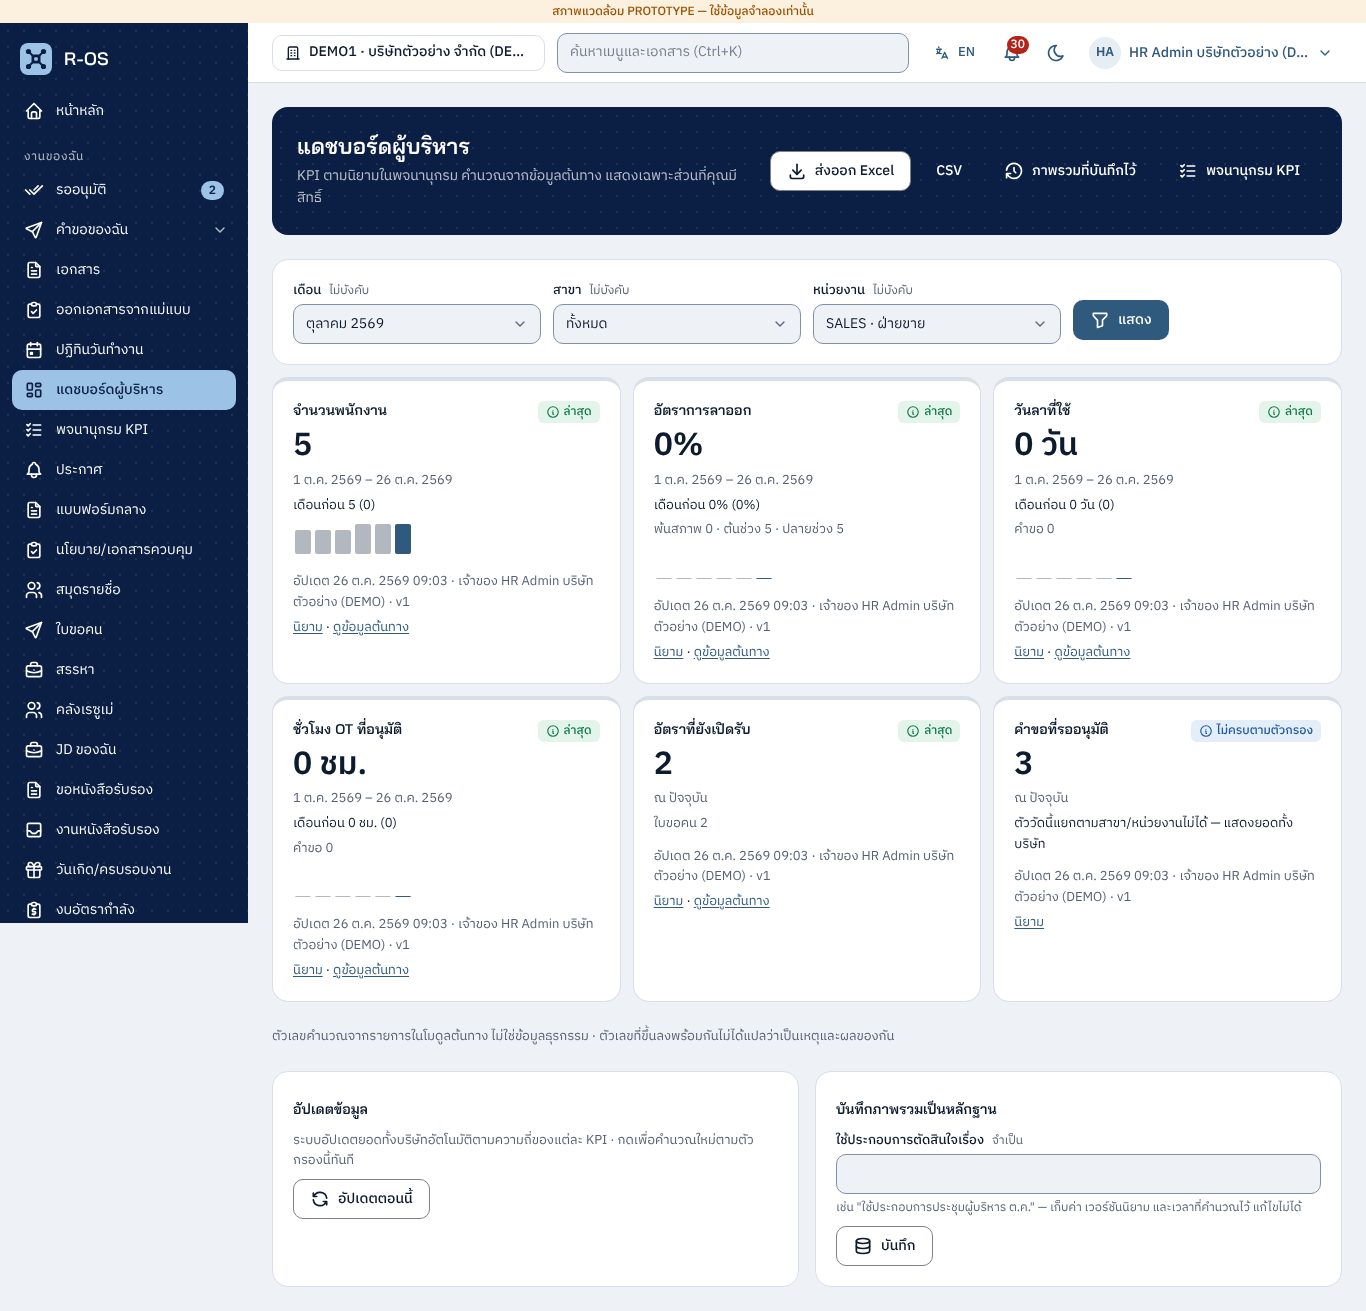 สภาพแวดล้อม PROTOTYPE — ใช้ข้อมูลจำลองเท่านั้น
R-OS
DEMO1 · บริษัทตัวอย่าง จำกัด (DE...
ค้นหาเมนูและเอกสาร (Ctrl+K)
EN
30
HA
HR Admin บริษัทตัวอย่าง (D...
หน้าหลัก
งานของฉัน
รออนุมัติ
2
คำขอของฉัน
เอกสาร
ออกเอกสารจากแม่แบบ
ปฏิทินวันทำงาน
แดชบอร์ดผู้บริหาร
พจนานุกรม KPI
ประกาศ
แบบฟอร์มกลาง
นโยบาย/เอกสารควบคุม
สมุดรายชื่อ
ใบขอคน
สรรหา
คลังเรซูเม่
JD ของฉัน
ขอหนังสือรับรอง
งานหนังสือรับรอง
วันเกิด/ครบรอบงาน
งบอัตรากำลัง
แดชบอร์ดผู้บริหาร
KPI ตามนิยามในพจนานุกรม คำนวณจากข้อมูลต้นทาง แสดงเฉพาะส่วนที่คุณมี
สิทธิ์
ส่งออก Excel
CSV
ภาพรวมที่บันทึกไว้
พจนานุกรม KPI
เดือน ไม่บังคับ
สาขา ไม่บังคับ
หน่วยงาน ไม่บังคับ
ตุลาคม 2569
ทั้งหมด
SALES · ฝ่ายขาย
แสดง
จำนวนพนักงาน
ล่าสุด
5
1 ต.ค. 2569 – 26 ต.ค. 2569
เดือนก่อน 5 (0)
อัปเดต 26 ต.ค. 2569 09:03 · เจ้าของ HR Admin บริษัท
ตัวอย่าง (DEMO) · v1
นิยาม · ดูข้อมูลต้นทาง
อัตราการลาออก
ล่าสุด
0%
1 ต.ค. 2569 – 26 ต.ค. 2569
เดือนก่อน 0% (0%)
พ้นสภาพ 0 · ต้นช่วง 5 · ปลายช่วง 5
อัปเดต 26 ต.ค. 2569 09:03 · เจ้าของ HR Admin บริษัท
ตัวอย่าง (DEMO) · v1
นิยาม · ดูข้อมูลต้นทาง
วันลาที่ใช้
ล่าสุด
0 วัน
1 ต.ค. 2569 – 26 ต.ค. 2569
เดือนก่อน 0 วัน (0)
คำขอ 0
อัปเดต 26 ต.ค. 2569 09:03 · เจ้าของ HR Admin บริษัท
ตัวอย่าง (DEMO) · v1
นิยาม · ดูข้อมูลต้นทาง
ชั่วโมง OT ที่อนุมัติ
ล่าสุด
0 ชม.
1 ต.ค. 2569 – 26 ต.ค. 2569
เดือนก่อน 0 ชม. (0)
คำขอ 0
อัปเดต 26 ต.ค. 2569 09:03 · เจ้าของ HR Admin บริษัท
ตัวอย่าง (DEMO) · v1
นิยาม · ดูข้อมูลต้นทาง
อัตราที่ยังเปิดรับ
ล่าสุด
2
ณ ปัจจุบัน
ใบขอคน 2
อัปเดต 26 ต.ค. 2569 09:03 · เจ้าของ HR Admin บริษัท
ตัวอย่าง (DEMO) · v1
นิยาม · ดูข้อมูลต้นทาง
คำขอที่รออนุมัติ
ไม่ครบตามตัวกรอง
3
ณ ปัจจุบัน
ตัววัดนี้แยกตามสาขา/หน่วยงานไม่ได้ — แสดงยอดทั้ง
บริษัท
อัปเดต 26 ต.ค. 2569 09:03 · เจ้าของ HR Admin บริษัท
ตัวอย่าง (DEMO) · v1
นิยาม
ตัวเลขคำนวณจากรายการในโมดูลต้นทาง ไม่ใช่ข้อมูลธุรกรรม · ตัวเลขที่ขึ้นลงพร้อมกันไม่ได้แปลว่าเป็นเหตุและผลของกัน
อัปเดตข้อมูล
ระบบอัปเดตยอดทั้งบริษัทอัตโนมัติตามความถี่ของแต่ละ KPI · กดเพื่อคำนวณใหม่ตามตัว
กรองนี้ทันที
อัปเดตตอนนี้
บันทึกภาพรวมเป็นหลักฐาน
ใช้ประกอบการตัดสินใจเรื่อง จำเป็น
เช่น "ใช้ประกอบการประชุมผู้บริหาร ต.ค." — เก็บค่า เวอร์ชันนิยาม และเวลาที่คำนวณไว้ แก้ไขไม่ได้
บันทึก